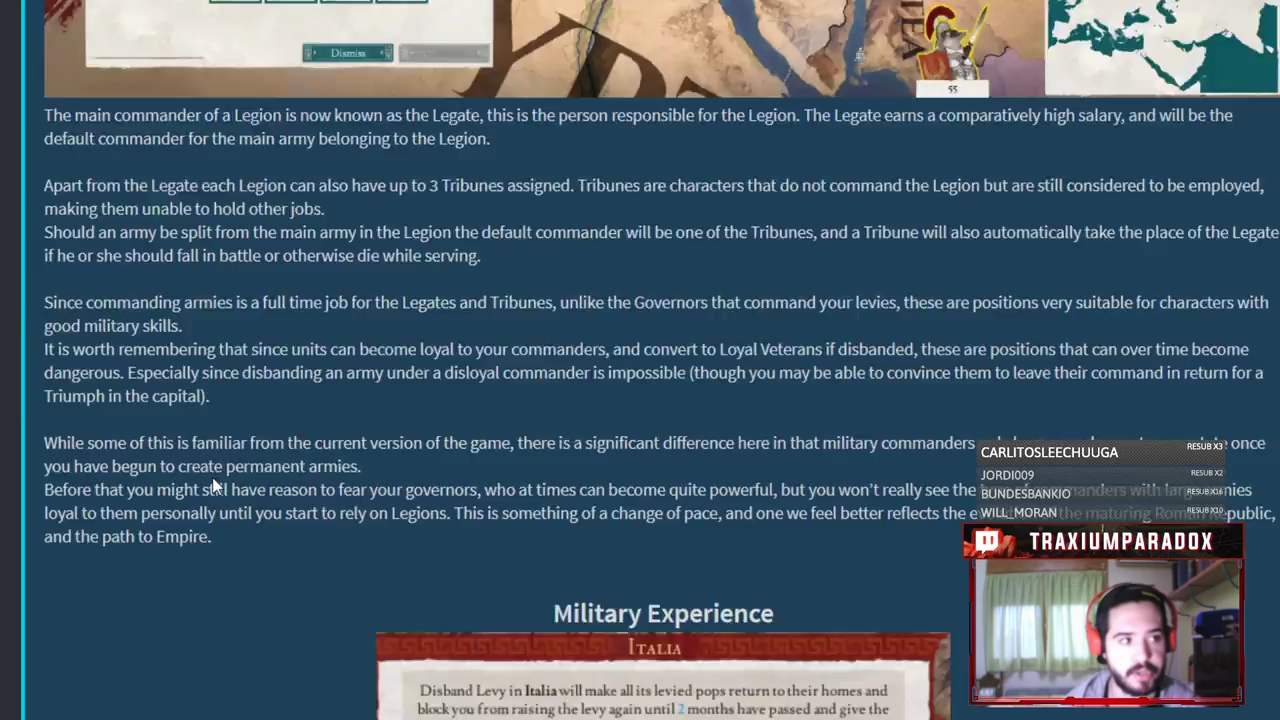 Dismiss
55
The main commander of a Legion is now known as the Legate, this is the person responsible for the Legion. The Legate earns a comparatively high salary, and will be the
default commander for the main army belonging to the Legion.
Apart from the Legate each Legion can also have up to 3 Tribunes assigned. Tribunes are characters that do not command the Legion but are still considered to be employed,
making them unable to hold other jobs.
Should an army be split from the main army in the Legion the default commander will be one of the Tribunes, and a Tribune will also automatically take the place of the Legate
if he or she should fall in battle or otherwise die while serving.
Since commanding armies is a full time job for the Legates and Tribunes, unlike the Governors that command your levies, these are positions very suitable for characters with
good military skills.
It is worth remembering that since units can become loyal to your commanders, and convert to Loyal Veterans if disbanded, these are positions that can over time become
dangerous. Especially since disbanding an army under a disloyal commander is impossible (though you may be able to convince them to leave their command in return for a
Triumph in the capital).
While some of this is familiar from the current version of the game, there is a significant difference here in that military commanders once
you have begun to create permanent armies.
Before that you might still have reason to fear your governors, who at times can become quite powerful, but you won't really see the with
loyal to them personally until you start to rely on Legions. This is something of a change of pace, and one we feel better reflects the the maturing Roman Republic,
and the path to Empire.
CARLITOSLEECHUUGA RESUB X3
JORDI009 RESUB X2
BUNDESBANKIO RESUB X16
WILL_MORAN RESUB X10
TRAXIUMPARADOX
Military Experience
ITALIA
Disband Levy in Italia will make all its levied pops return to their homes and
block you from raising the levy again until 2 months have passed and give the